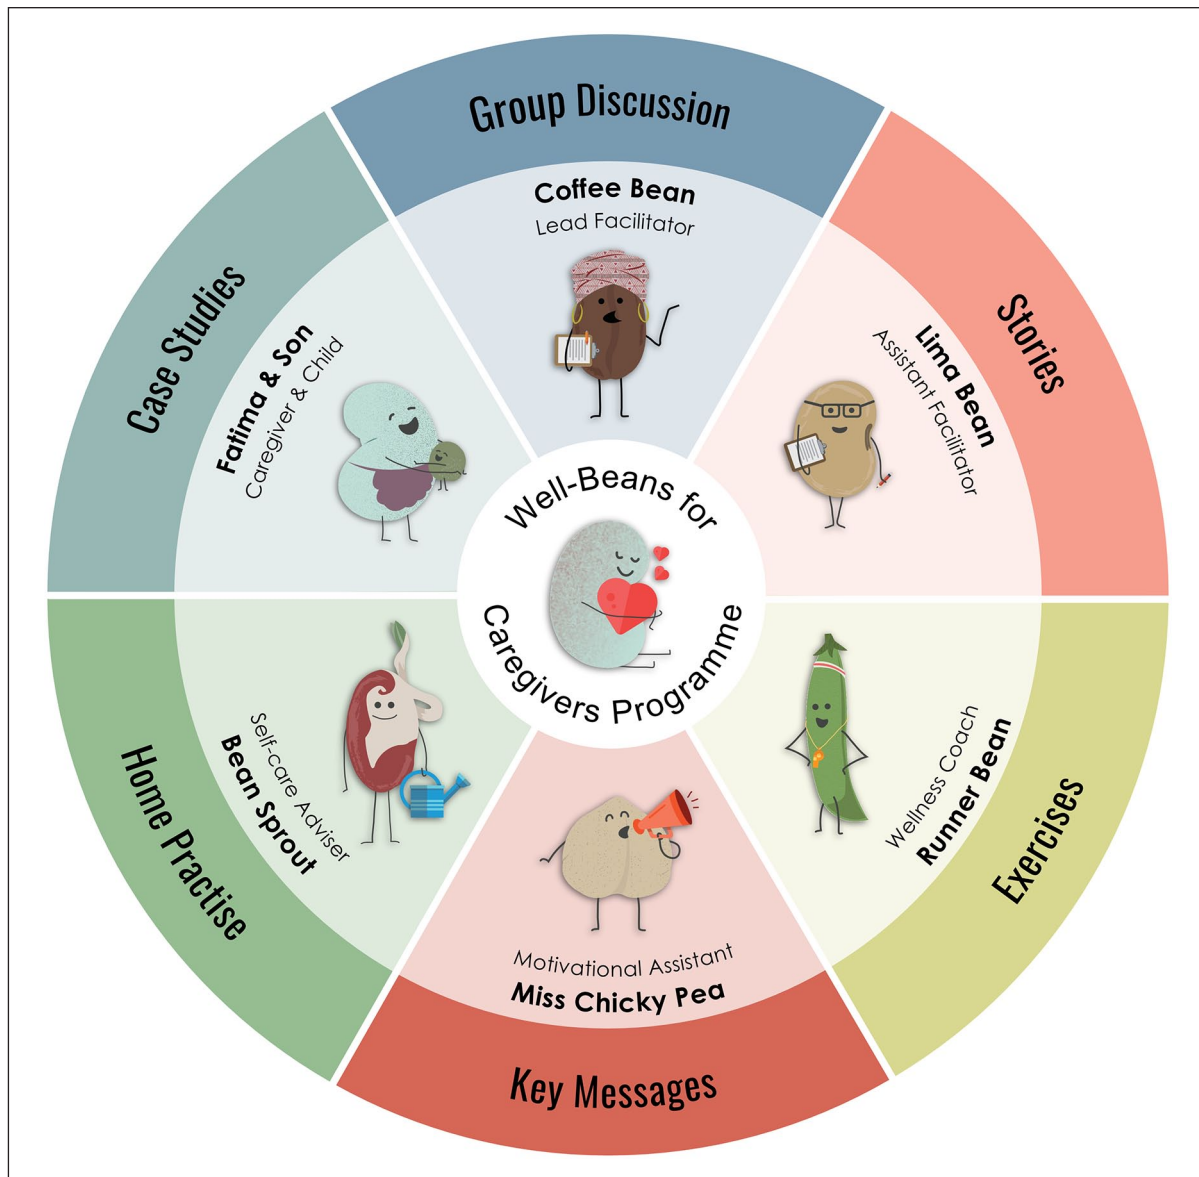 Group Discussion
Coffee Bean
Lead Facilitator
Stories
Lima Bean
Assistant Facilitator
Exercises
Wellness Coach
Runner Bean
Motivational Assistant
Miss Chicky Pea
Key Messages
Home Practise
Self-care Adviser
Bean Sprout
Case Studies
Fatima & Son
Caregiver & Child
Well-Beans for
Caregivers Programme